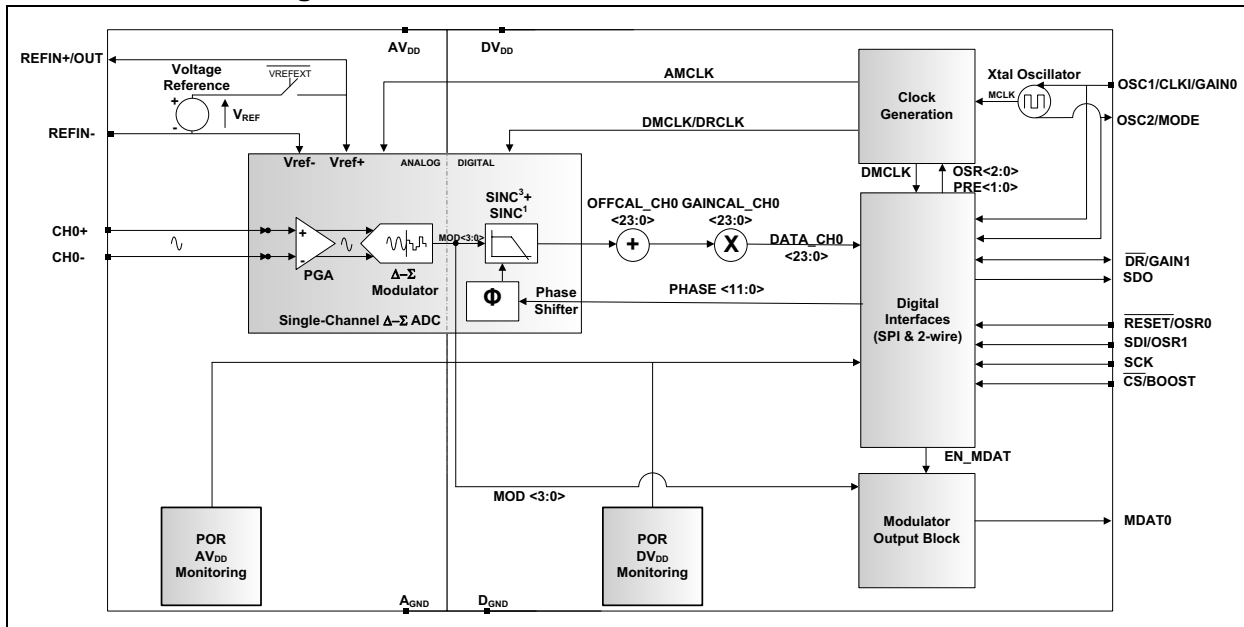 AVDD
DVDD
REFIN+/OUT
Voltage
Reference
VREFEXT
+
-
VREF
REFIN-
AMCLK
DMCLK/DRCLK
Clock
Generation
Xtal Oscillator
MCLK
OSC1/CLKI/GAIN0
OSC2/MODE
DMCLK
OSR<2:0>
PRE<1:0>
Vref-
Vref+
ANALOG
DIGITAL
CH0+
CH0-
+
-
PGA
Δ–Σ
Modulator
MOD<3:0>
SINC3+
SINC1
Φ
Phase
Shifter
Single-Channel Δ–Σ ADC
OFFCAL_CH0
<23:0>
+
GAINCAL_CH0
<23:0>
X
DATA_CH0
<23:0>
PHASE <11:0>
Digital
Interfaces
(SPI & 2-wire)
DR/GAIN1
SDO
RESET/OSR0
SDI/OSR1
SCK
CS/BOOST
EN_MDAT
MOD <3:0>
Modulator
Output Block
MDAT0
POR
AVDD
Monitoring
POR
DVDD
Monitoring
AGND
DGND